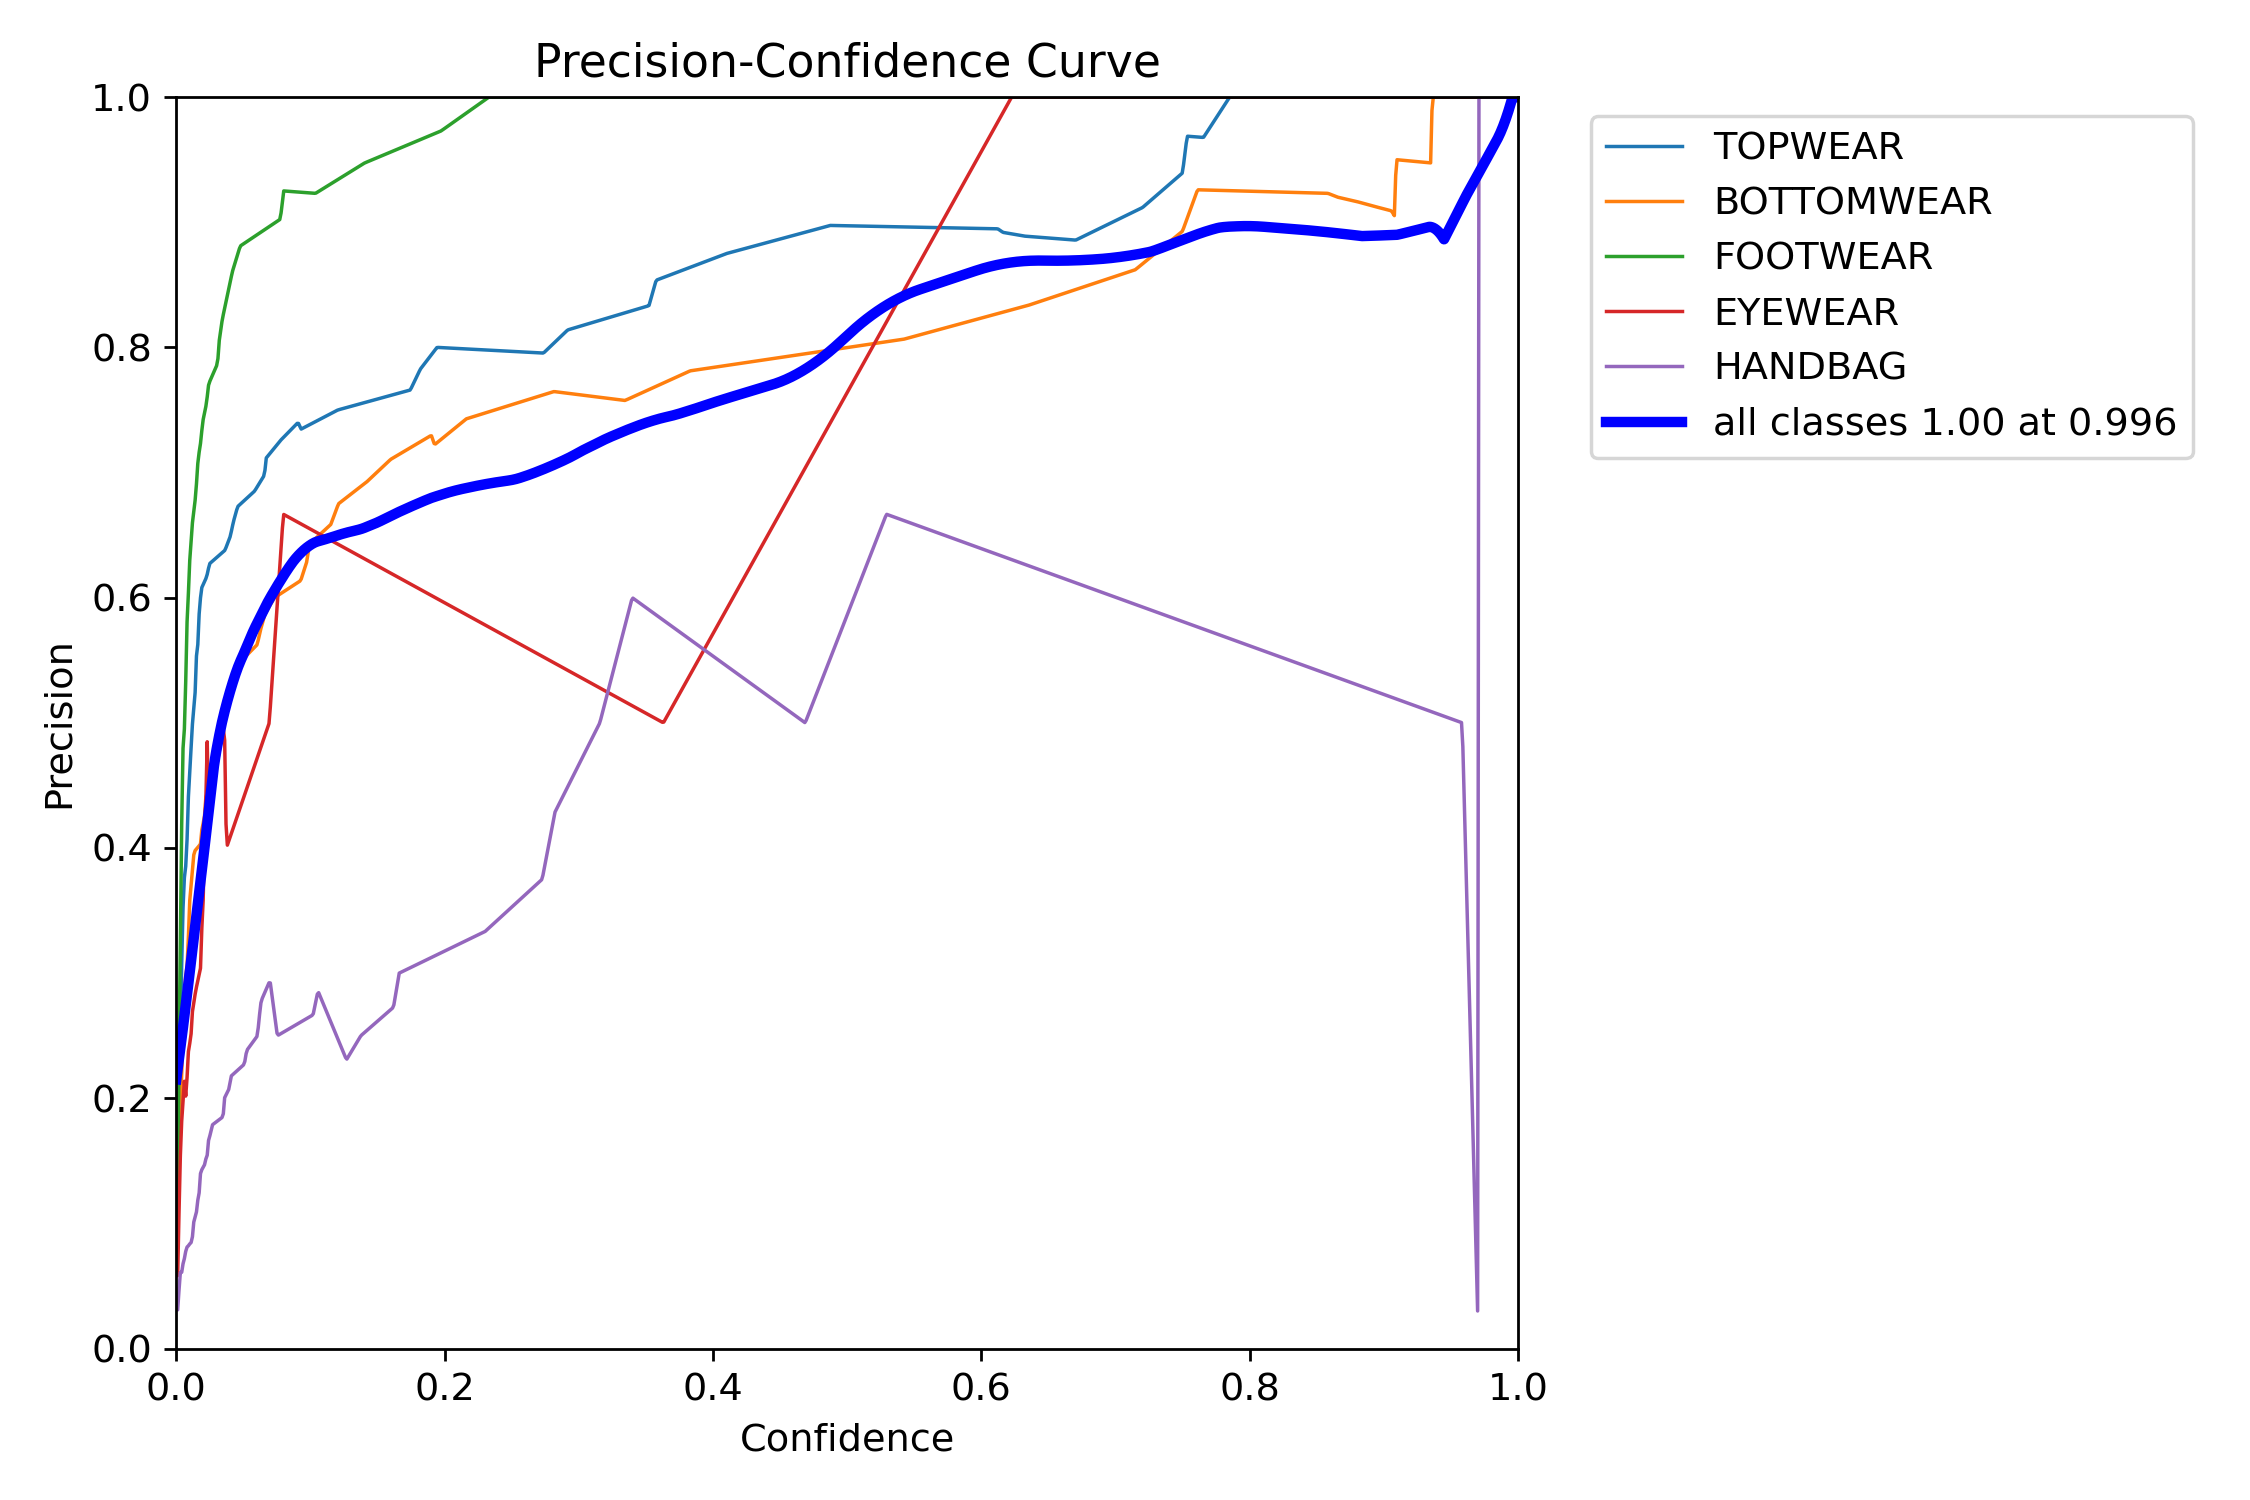 Precision-Confidence Curve
1.0
0.8
0.6
0.4
0.2
0.0
Precision
0.0 0.2 0.4 0.6 0.8 1.0
Confidence
TOPWEAR
BOTTOMWEAR
FOOTWEAR
EYEWEAR
HANDBAG
all classes 1.00 at 0.996